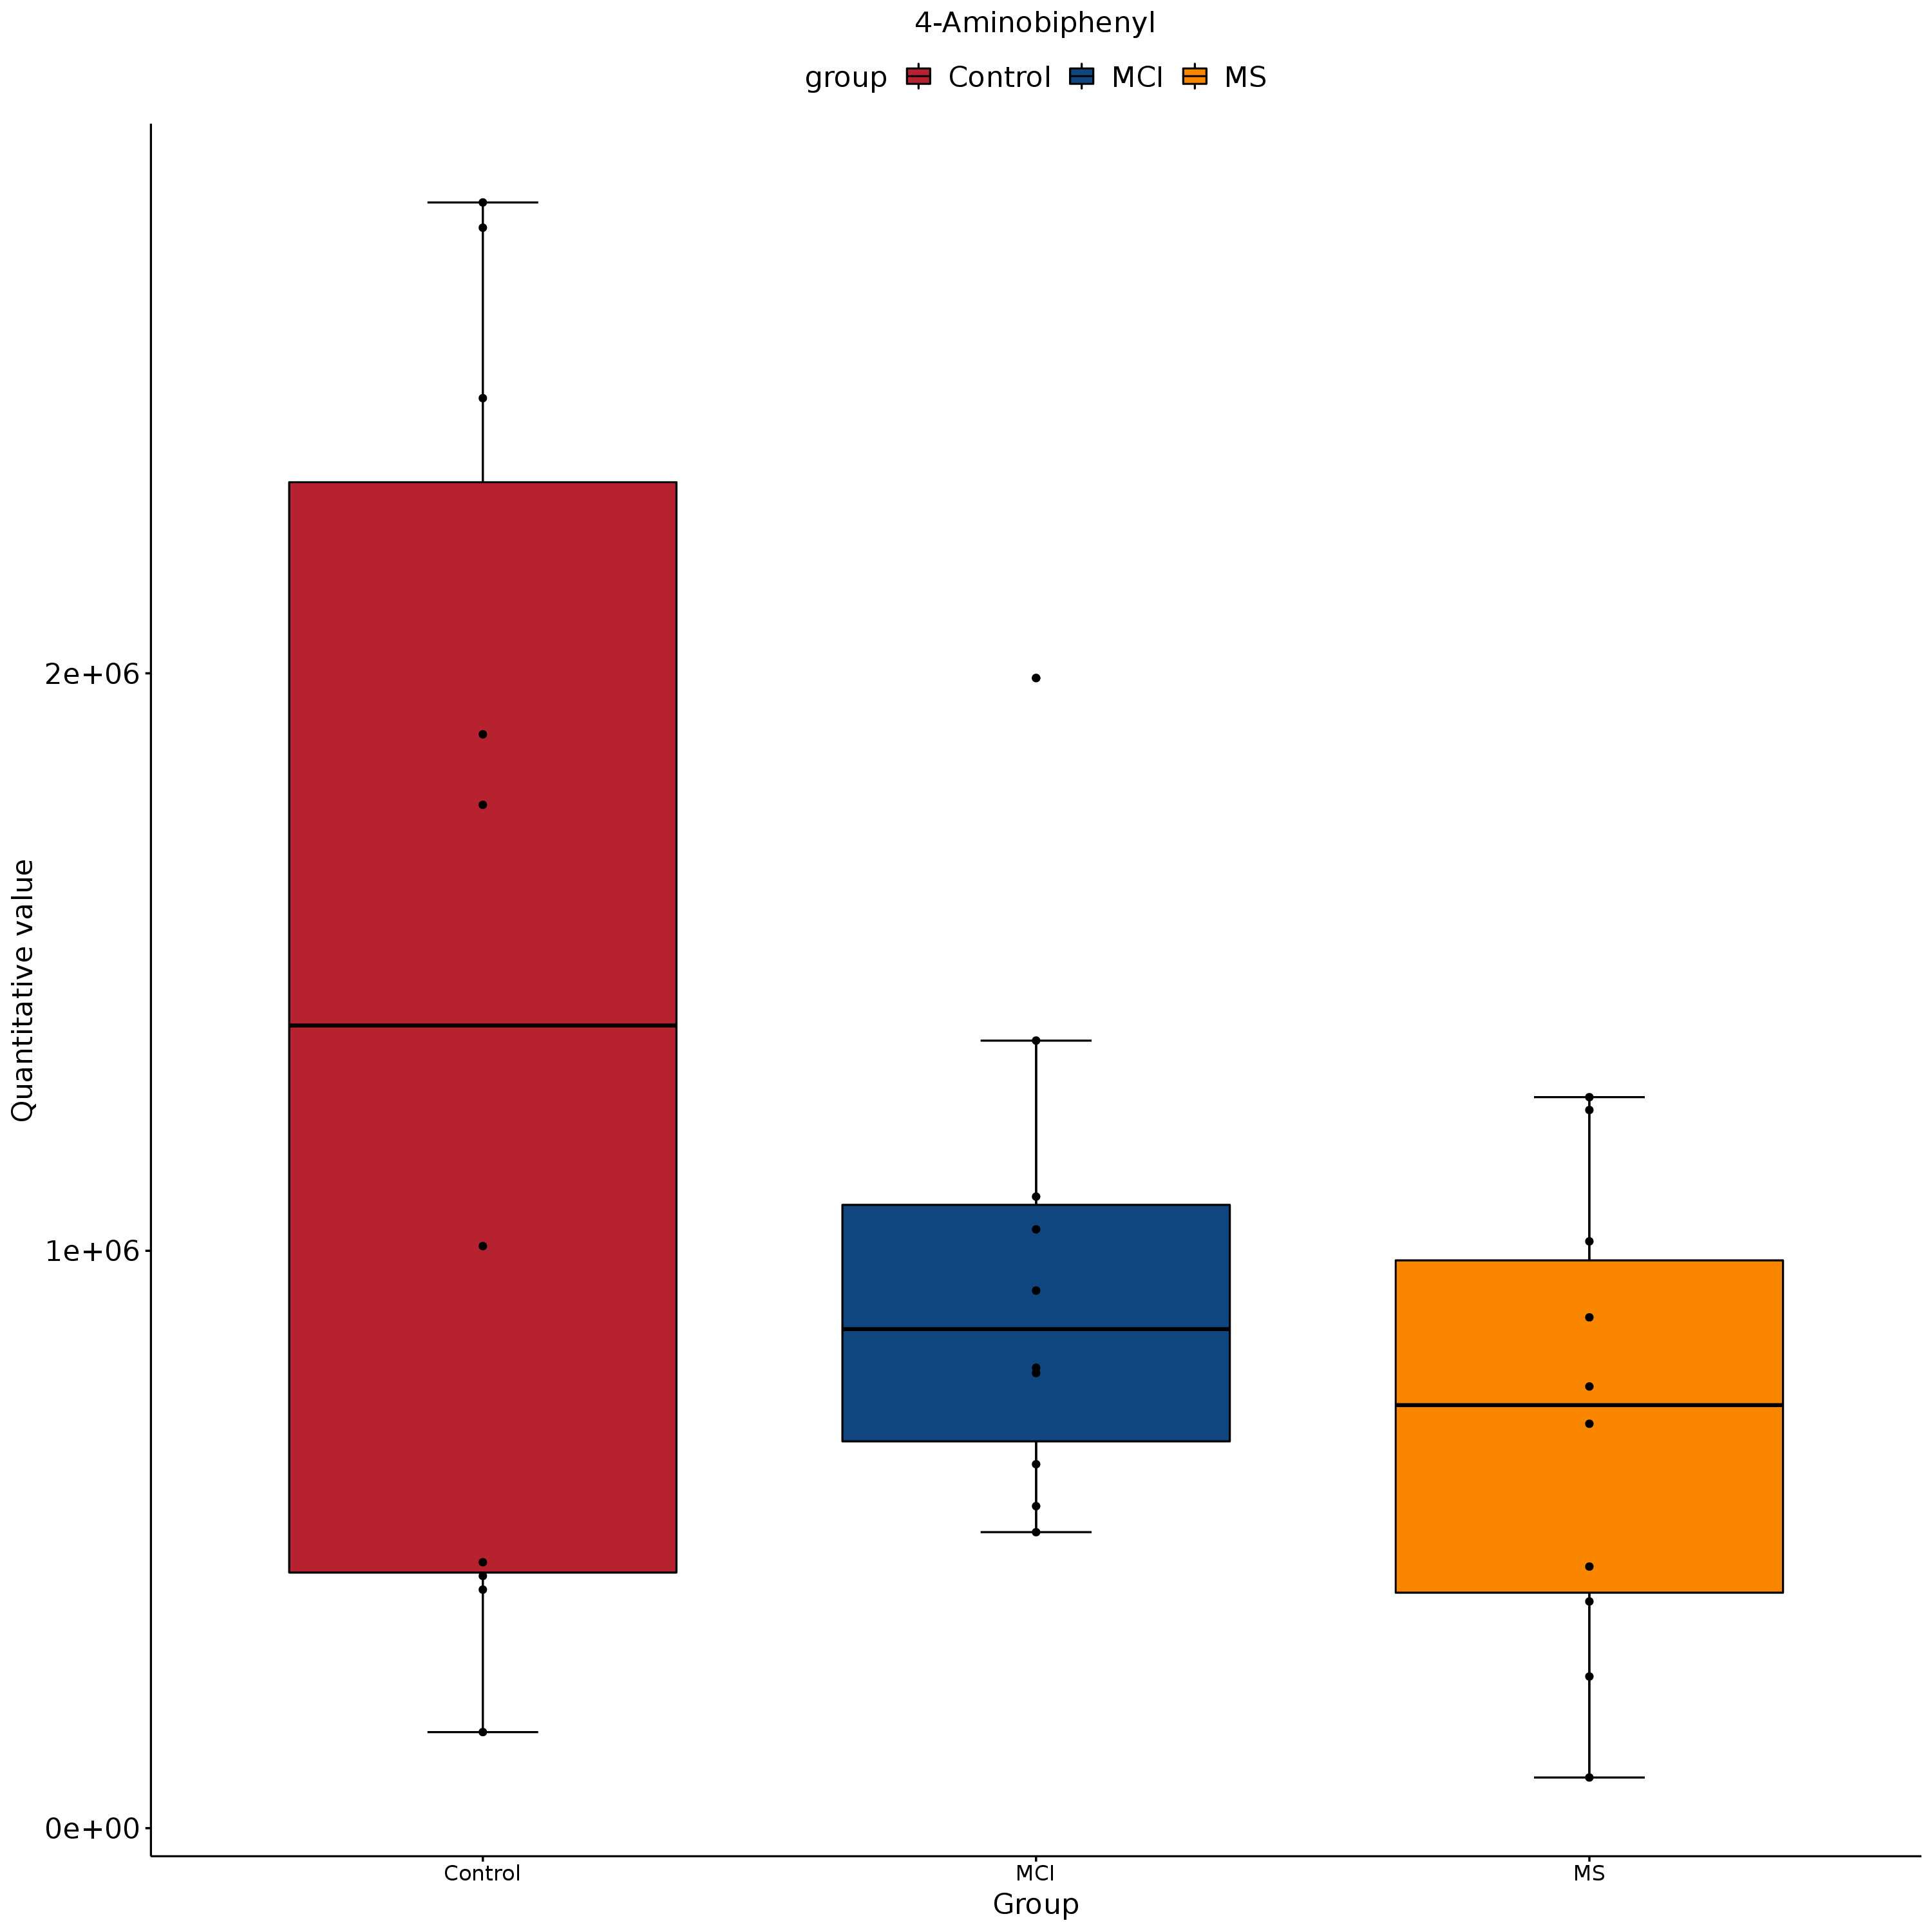 4-Aminobiphenyl
group Control MCI MS
Quantitative value
2e+06
1e+06
0e+00
Control MCI MS
Group